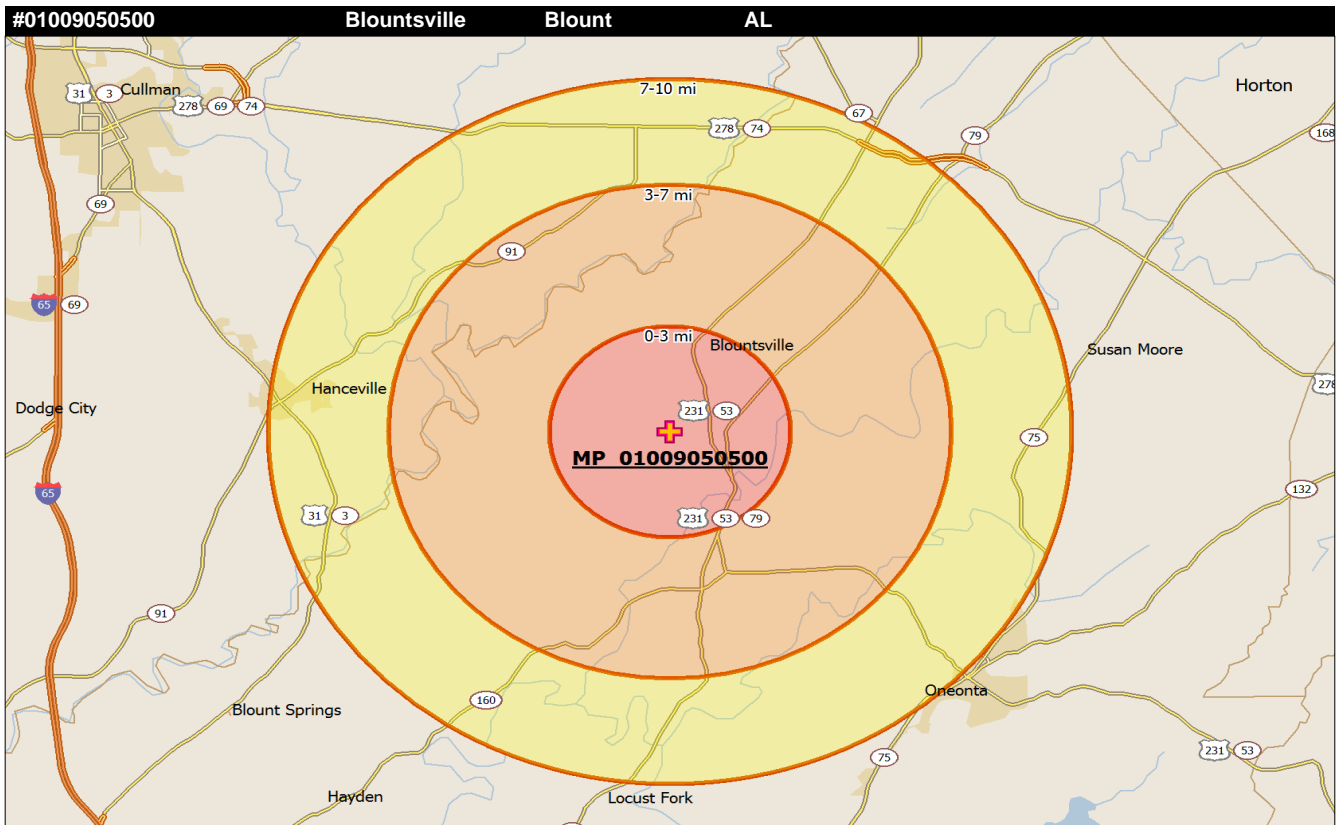 #01009050500 Blountsville Blount AL
7-10 mi
Horton
31 3 Cullman
278 69 74
67
278 74
79
168
3-7 mi
69
91
65 69
0-3 mi
Blountsville
Susan Moore
Hanceville
278
Dodge City
231 53
75
MP 01009050500
65
132
31 3
231 53 79
91
Oneonta
160
Blount Springs
231 53
75
Hayden
Locust Fork